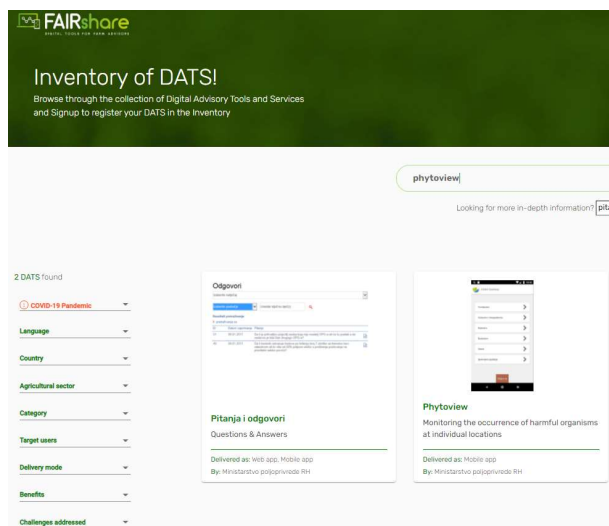 FAIRshare
DIGITAL TOOLS FOR FARM ADVISORS
Inventory of DATS!
Browse through the collection of Digital Advisory Tools and Services
and Signup to register your DATS in the Inventory
phytoview
Looking for more in-depth information? pit
2 DATS found
COVID-19 Pandemic
Language
Country
Agricultural sector
Category
Target users
Delivery mode
Benefits
Challenges addressed
Odgovori
Pitanja i odgovori
Questions & Answers
Delivered as: Web app, Mobile app
By: Ministarstvo poljoprivrede RH
Phytoview
Monitoring the occurrence of harmful organisms
at individual locations
Delivered as: Mobile app
By: Ministarstvo poljoprivrede RH